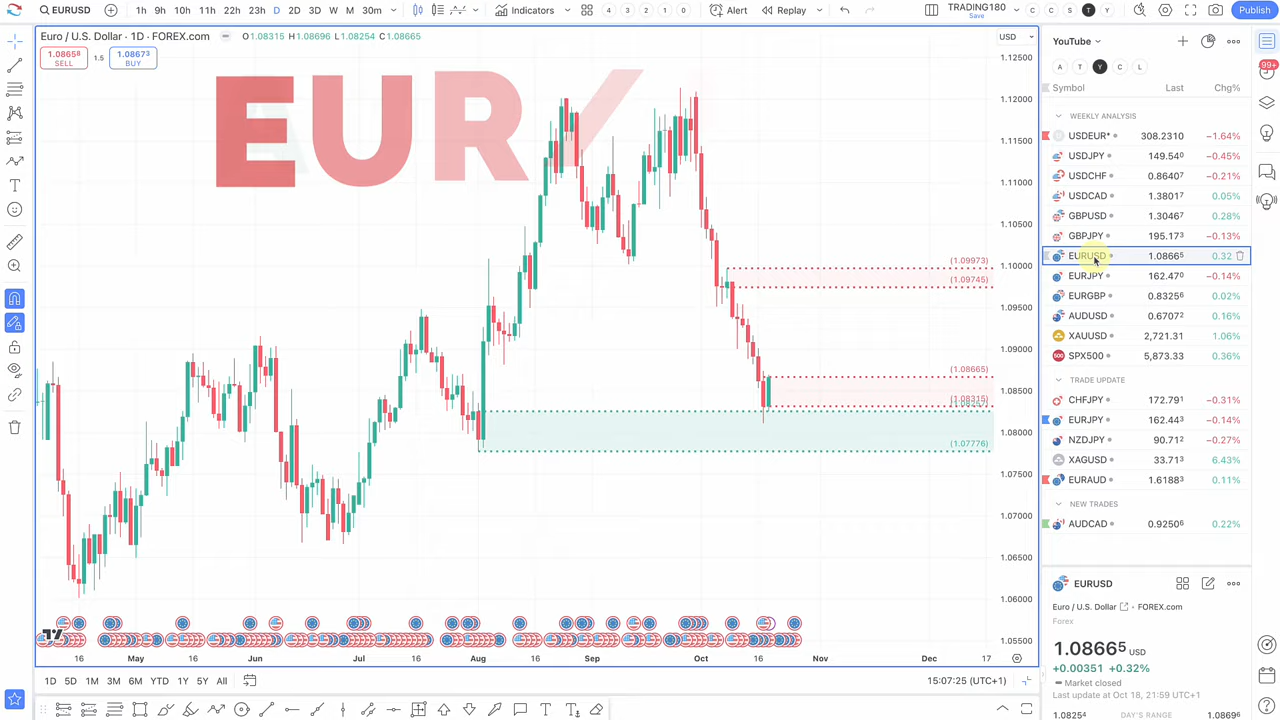 EURUSD 1h 9h 10h 11h 22h 23h D 2D 3D W M 30m Indicators 4 3 2 1 0 Alert Replay TRADING180 Save C C S T Y Publish
Euro / U.S. Dollar · 1D · FOREX.com O1.08315 H1.08696 L1.08254 C1.08665
1.08658 SELL 1.5 1.08673 BUY
EUR/
USD
1.12500
1.12000
1.11500
1.11000
1.10500
1.10000
1.09500
1.09000
1.08500
1.08000
1.07500
1.07000
1.06500
1.06000
1.05500
(1.09973)
(1.09745)
(1.08665)
(1.08315)
(1.07776)
16 May 16 Jun 16 Jul 16 Aug 16 Sep 16 Oct 16 Nov Dec 17
1D 5D 1M 3M 6M YTD 1Y 5Y All 15:07:25 (UTC+1)
YouTube
A T Y C L
Symbol Last Chg%
WEEKLY ANALYSIS
USDEUR* 308.2310 −1.64%
USDJPY 149.540 −0.45%
USDCHF 0.86407 −0.21%
USDCAD 1.38017 0.05%
GBPUSD 1.30467 0.28%
GBPJPY 195.173 −0.13%
EURUSD 1.08665 0.32
EURJPY 162.470 −0.14%
EURGBP 0.83256 0.02%
AUDUSD 0.67072 0.16%
XAUUSD 2,721.31 1.06%
SPX500 5,873.33 0.36%
TRADE UPDATE
CHFJPY 172.791 −0.31%
EURJPY 162.443 −0.14%
NZDJPY 90.712 −0.27%
XAGUSD 33.713 6.43%
EURAUD 1.61883 0.11%
NEW TRADES
AUDCAD 0.92506 0.22%
99+
EURUSD
Euro / U.S. Dollar · FOREX.com
Forex
1.08665 USD
+0.00351 +0.32%
Market closed
Last update at Oct 18, 21:59 UTC+1
1.08254 DAY'S RANGE 1.08696